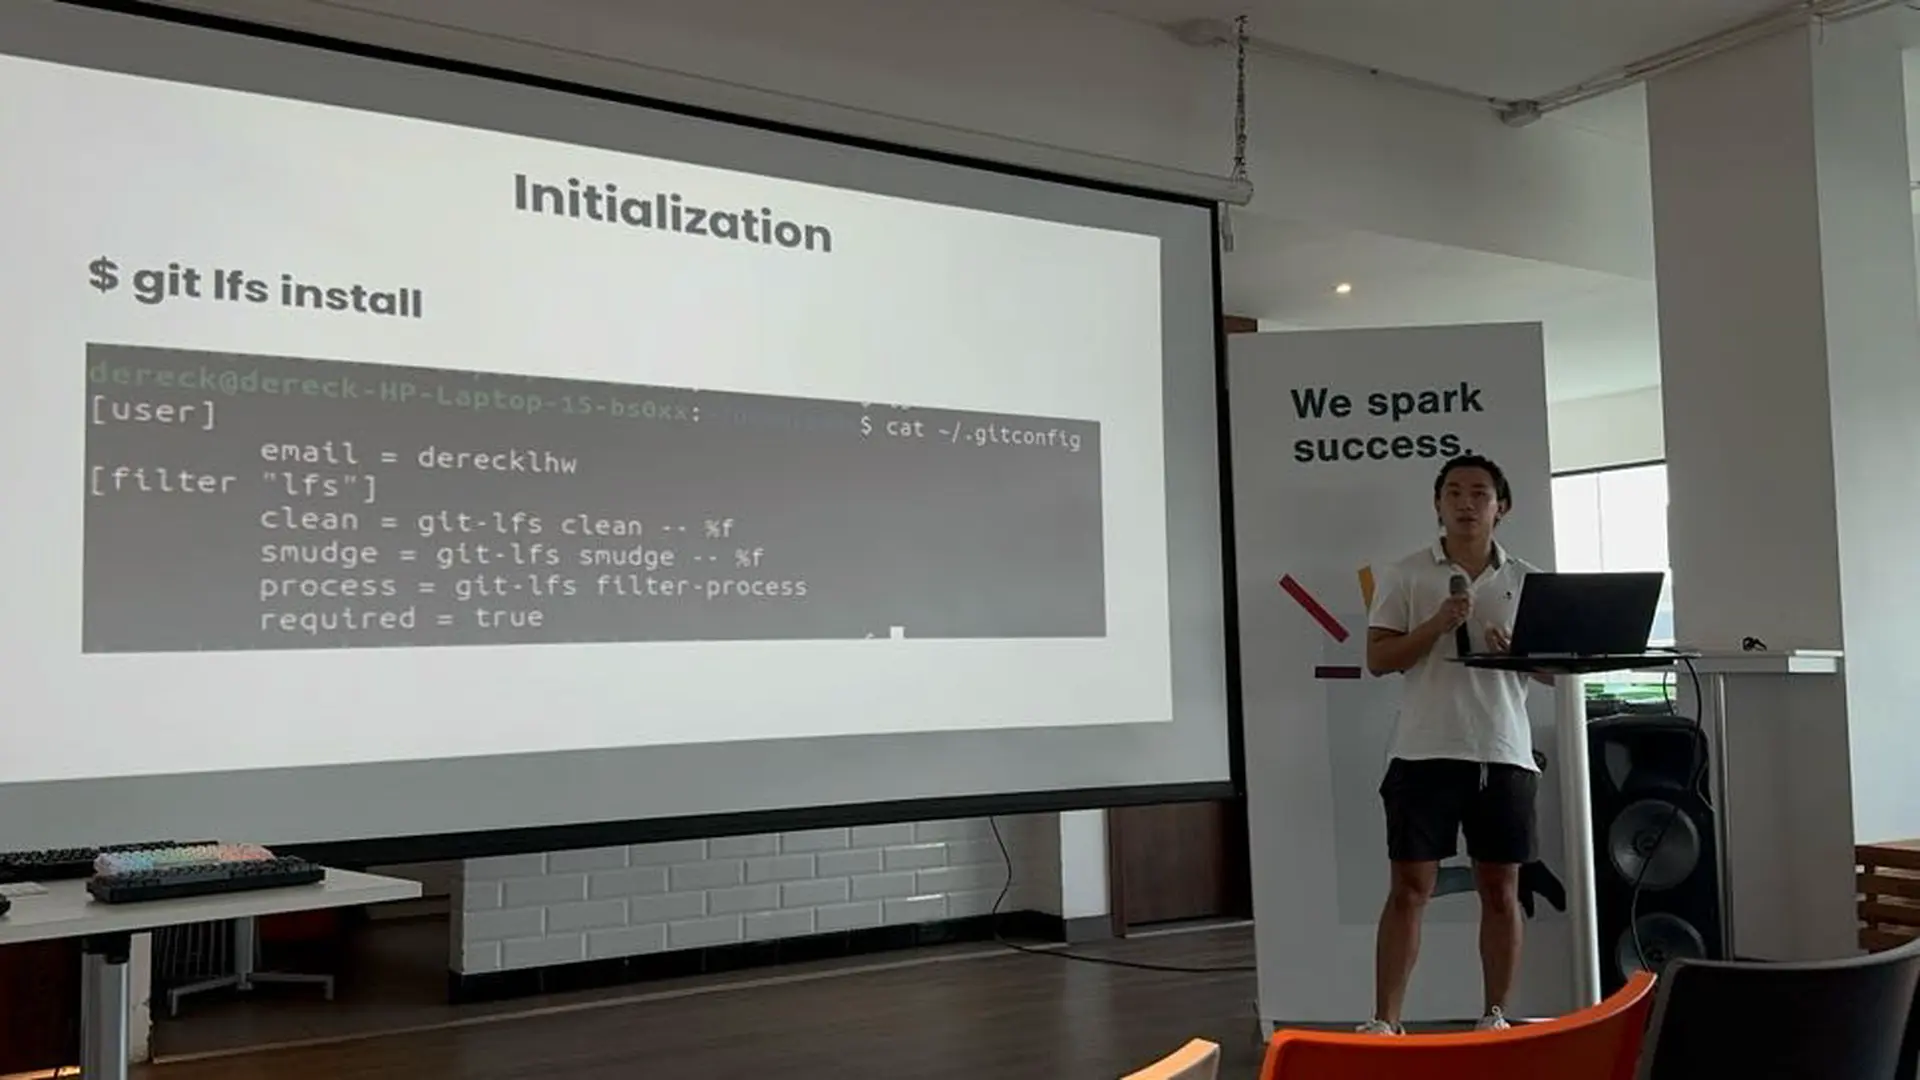 Initialization
$ git lfs install
dereck@dereck-HP-Laptop-15-bs0xx:
$ cat ~/.gitconfig
[user]
email = derecklhw
[filter "lfs"]
clean = git-lfs clean -- %f
smudge = git-lfs smudge -- %f
process = git-lfs filter-process
required = true
We spark
success.